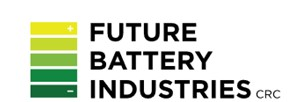 +
FUTURE
BATTERY
INDUSTRIES CRC
-